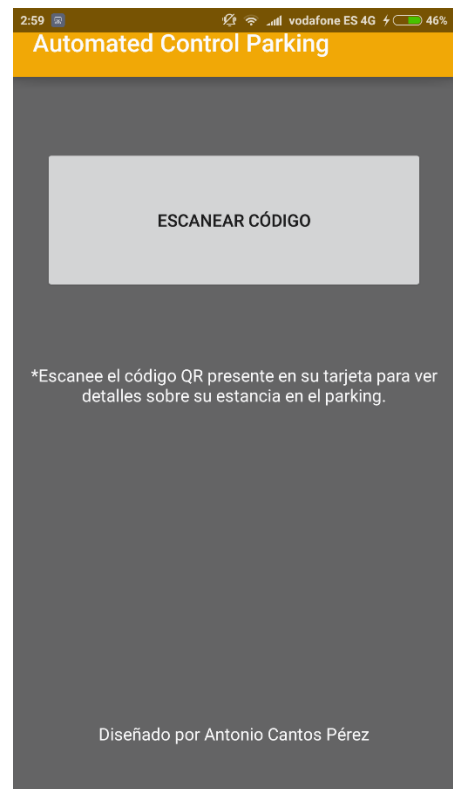 2:59 vodafone ES 4G 46%
Automated Control Parking
ESCANEAR CÓDIGO
*Escanee el código QR presente en su tarjeta para ver
detalles sobre su estancia en el parking.
Diseñado por Antonio Cantos Pérez